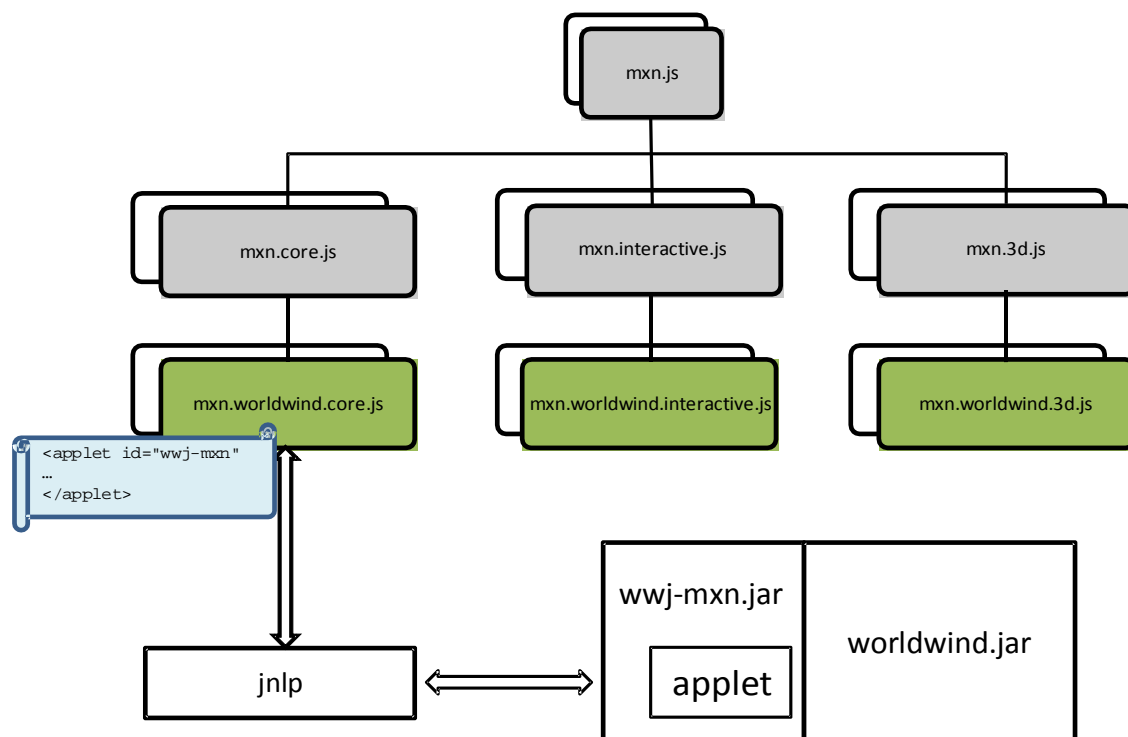 mxn.js
mxn.core.js
mxn.interactive.js
mxn.3d.js
mxn.worldwind.core.js
mxn.worldwind.interactive.js
mxn.worldwind.3d.js
<applet id="wwj-mxn"
…
</applet>
wwj-mxn.jar
worldwind.jar
jnlp
applet